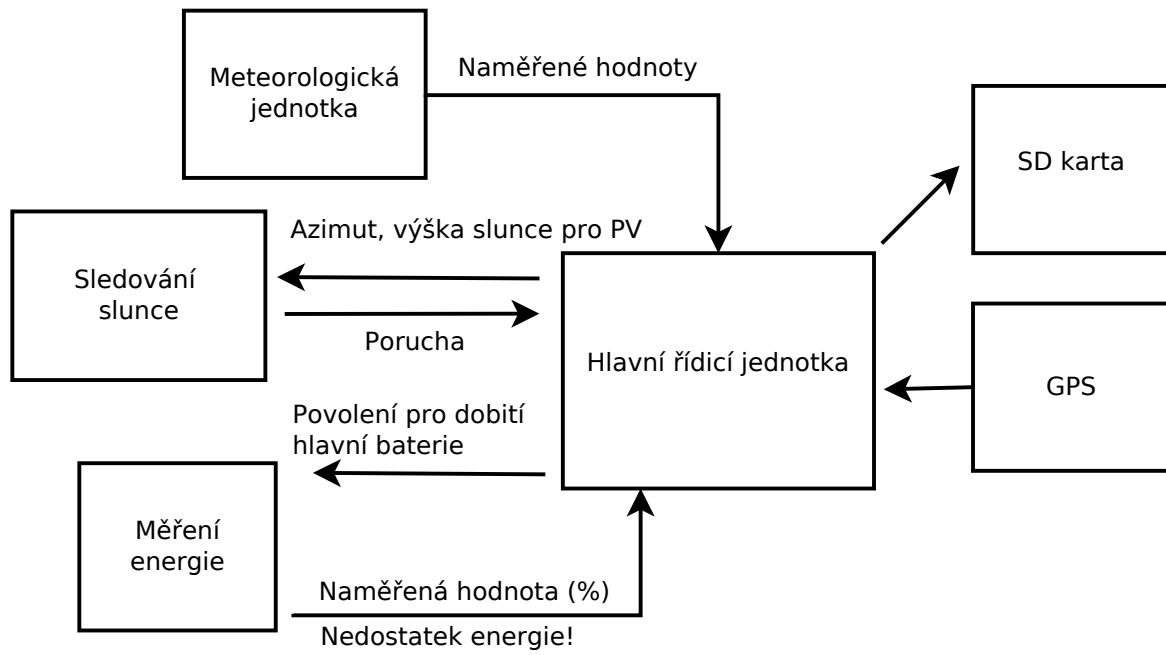 Meteorologická
jednotka
Naměřené hodnoty
SD karta
Azimut, výška slunce pro PV
Sledování
slunce
Porucha
Hlavní řídicí jednotka
GPS
Povolení pro dobití
hlavní baterie
Měření
energie
Naměřená hodnota (%)
Nedostatek energie!